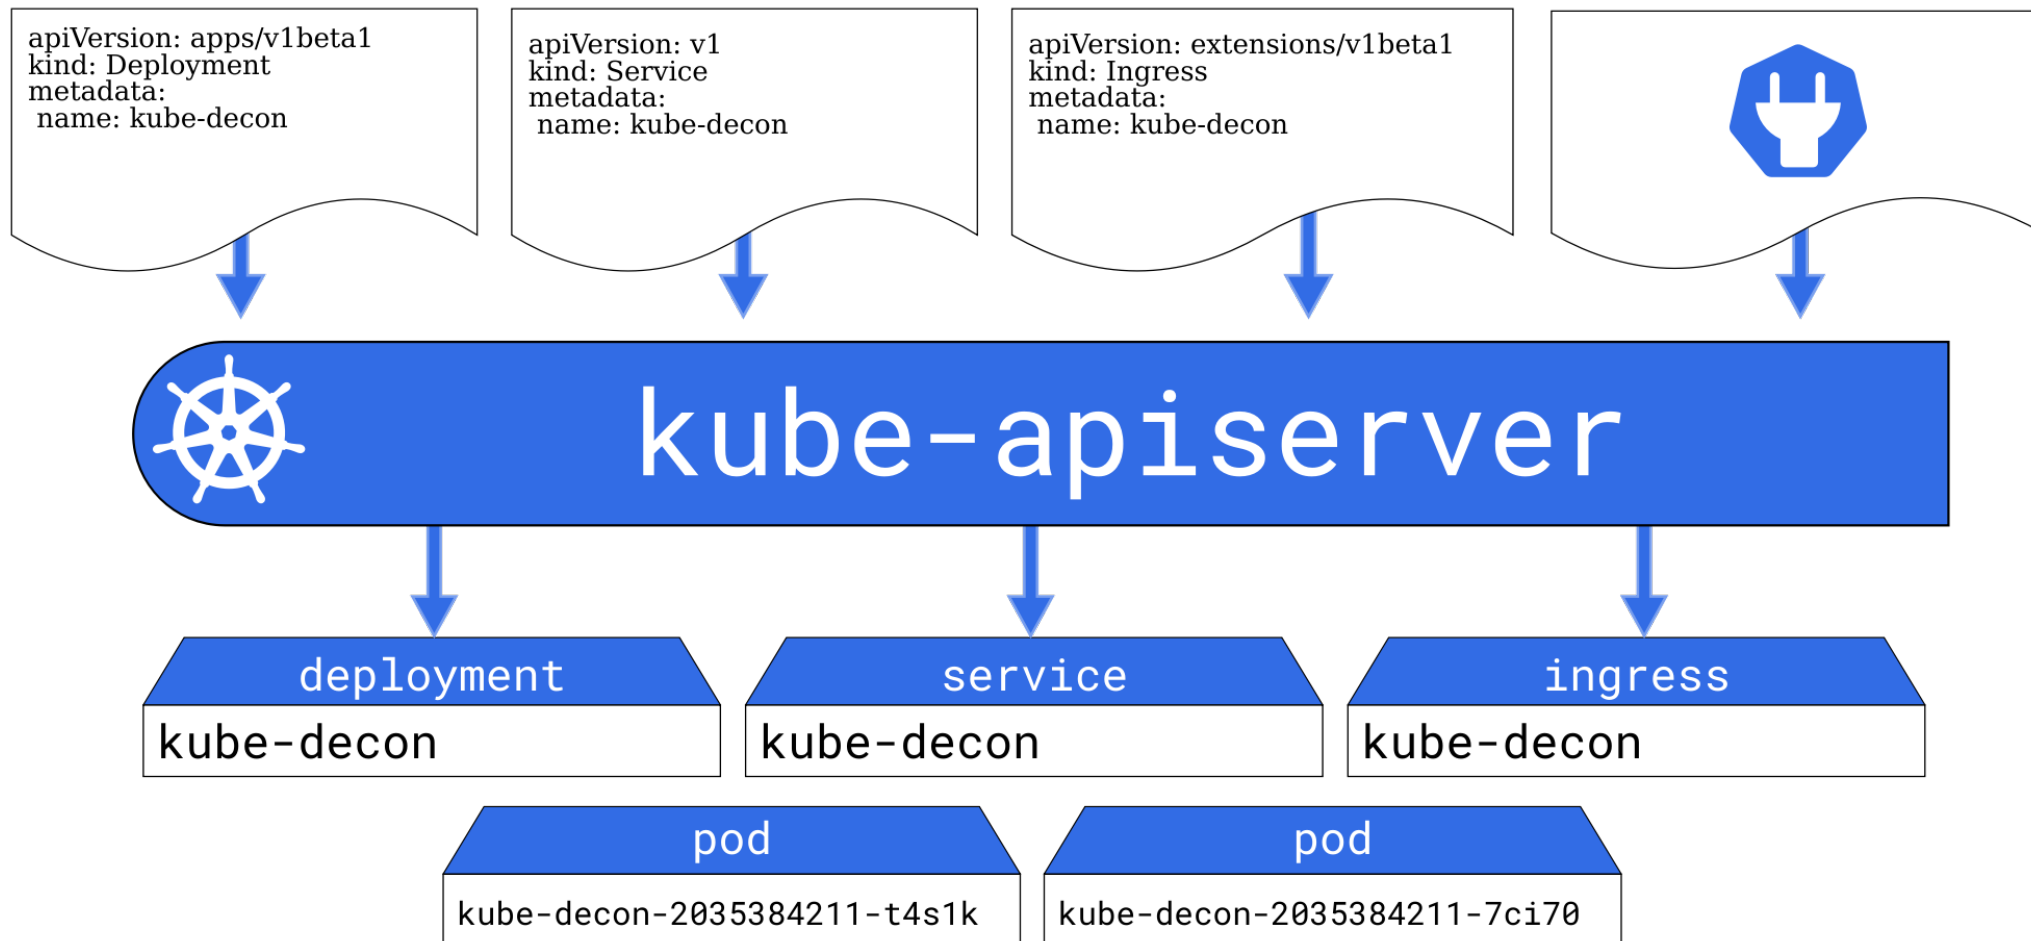 apiVersion: apps/v1beta1
kind: Deployment
metadata:
 name: kube-decon
apiVersion: v1
kind: Service
metadata:
 name: kube-decon
apiVersion: extensions/v1beta1
kind: Ingress
metadata:
 name: kube-decon
kube-apiserver
deployment
kube-decon
service
kube-decon
ingress
kube-decon
pod
kube-decon-2035384211-t4s1k
pod
kube-decon-2035384211-7ci7o